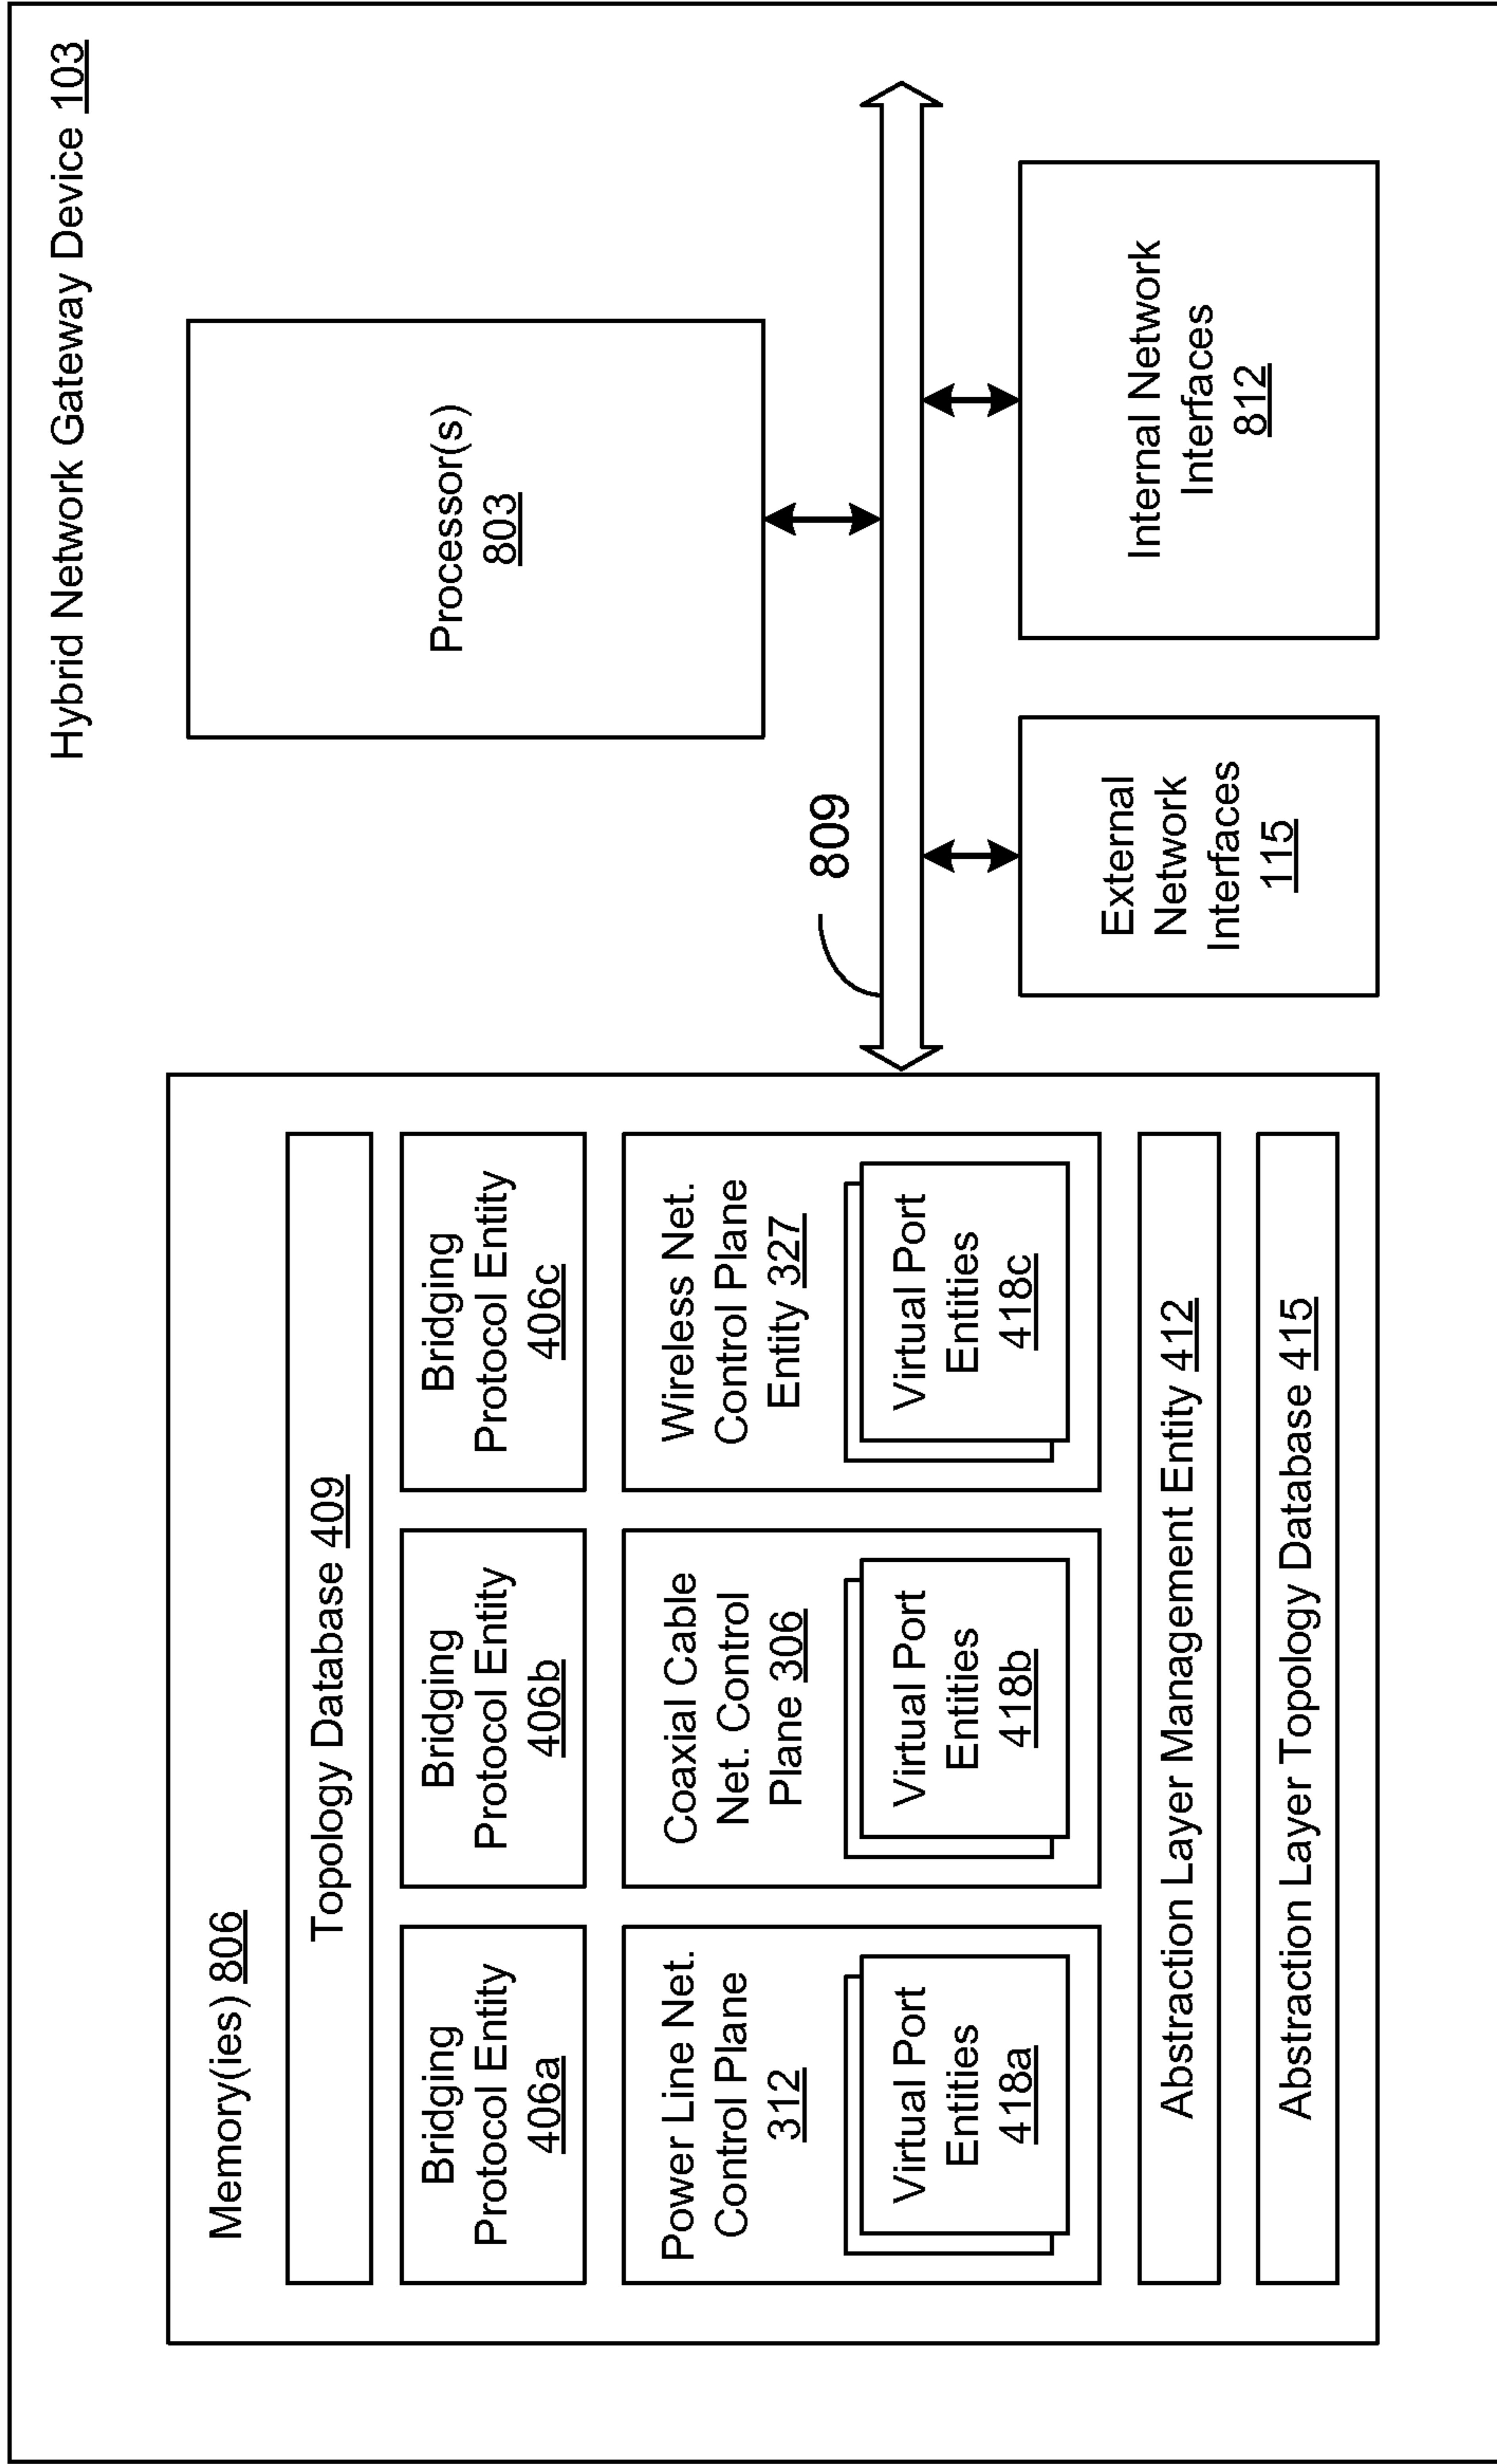 Hybrid Network Gateway Device 103
Memory(ies) 806
Topology Database 409
Bridging
Protocol Entity
406a
Bridging
Protocol Entity
406b
Bridging
Protocol Entity
406c
Power Line Net.
Control Plane
312
Virtual Port
Entities
418a
Coaxial Cable
Net. Control
Plane 306
Virtual Port
Entities
418b
Wireless Net.
Control Plane
Entity 327
Virtual Port
Entities
418c
Abstraction Layer Management Entity 412
Abstraction Layer Topology Database 415
Processor(s)
803
809
External
Network
Interfaces
115
Internal Network
Interfaces
812